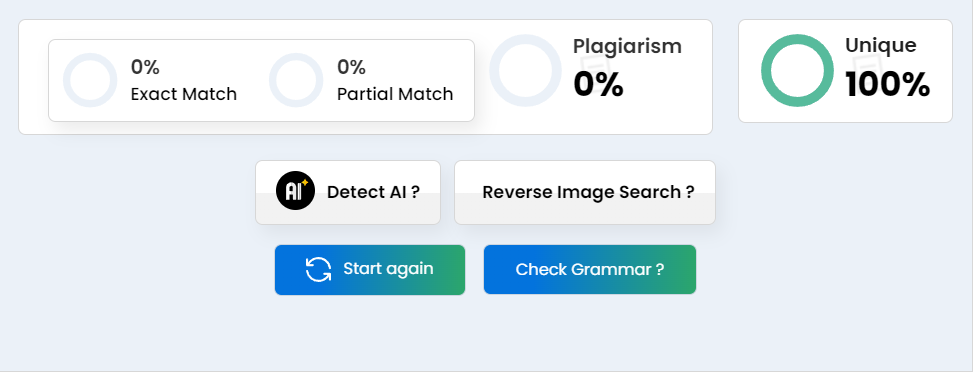 0%
Exact Match
0%
Partial Match
Plagiarism
0%
Unique
100%
AI
Detect AI ?
Reverse Image Search ?
Start again
Check Grammar ?